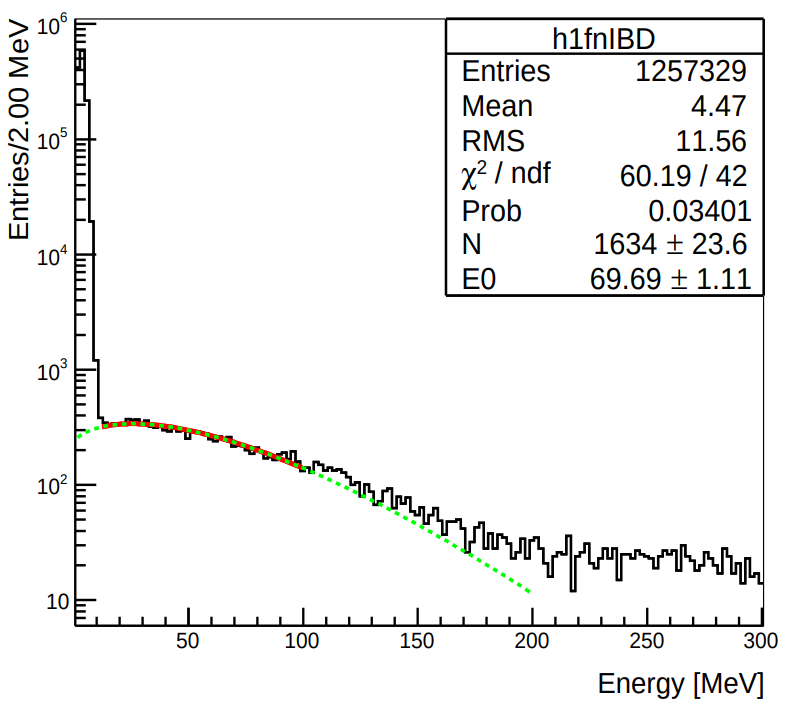 h1fnIBD
Entries 1257329
Mean 4.47
RMS 11.56
χ² / ndf 60.19 / 42
Prob 0.03401
N 1634 ± 23.6
E0 69.69 ± 1.11
Entries/2.00 MeV
10⁶
10⁵
10⁴
10³
10²
10
50 100 150 200 250 300
Energy [MeV]